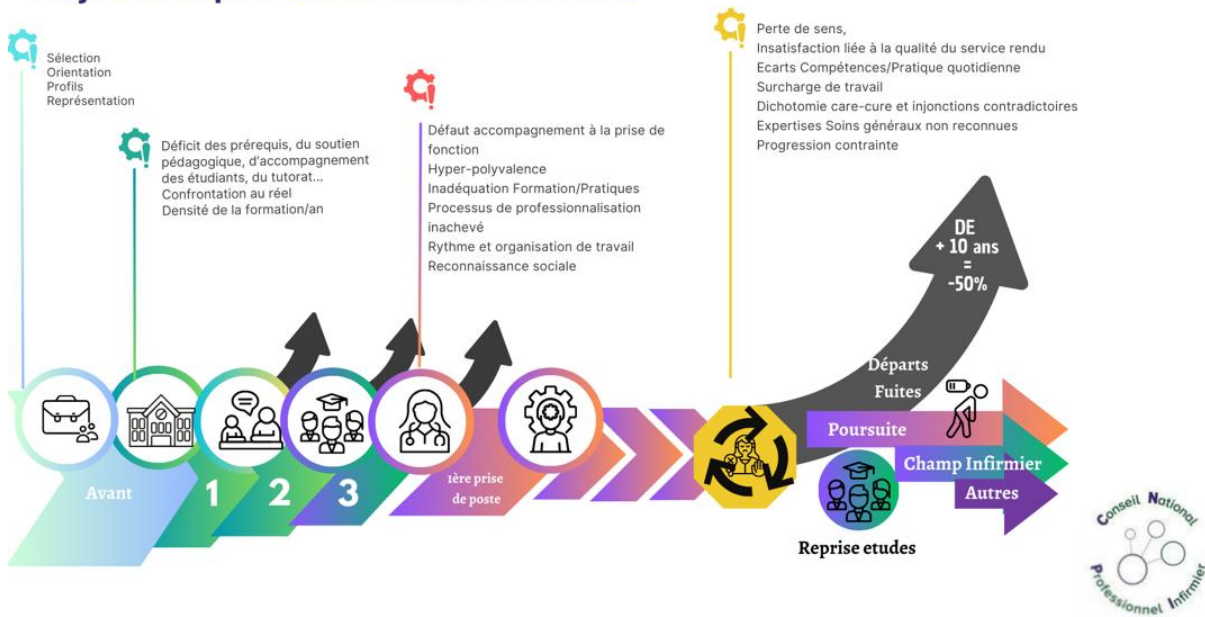 Sélection
Orientation
Profils
Représentation
Déficit des prérequis, du soutien
pédagogique, d'accompagnement
des étudiants, du tutorat...
Confrontation au réel
Densité de la formation/an
Défaut accompagnement à la prise de
fonction
Hyper-polyvalence
Inadéquation Formation/Pratiques
Processus de professionnalisation
inachevé
Rythme et organisation de travail
Reconnaissance sociale
Perte de sens,
Insatisfaction liée à la qualité du service rendu
Ecarts Compétences/Pratique quotidienne
Surcharge de travail
Dichotomie care-cure et injonctions contradictoires
Expertises Soins généraux non reconnues
Progression contrainte
DE
+ 10 ans
=
-50%
Départs
Fuites
Poursuite
Champ Infirmier
Autres
Reprise etudes
Avant
1
2
3
1ère prise
de poste
Conseil National
Professionnel Infirmier